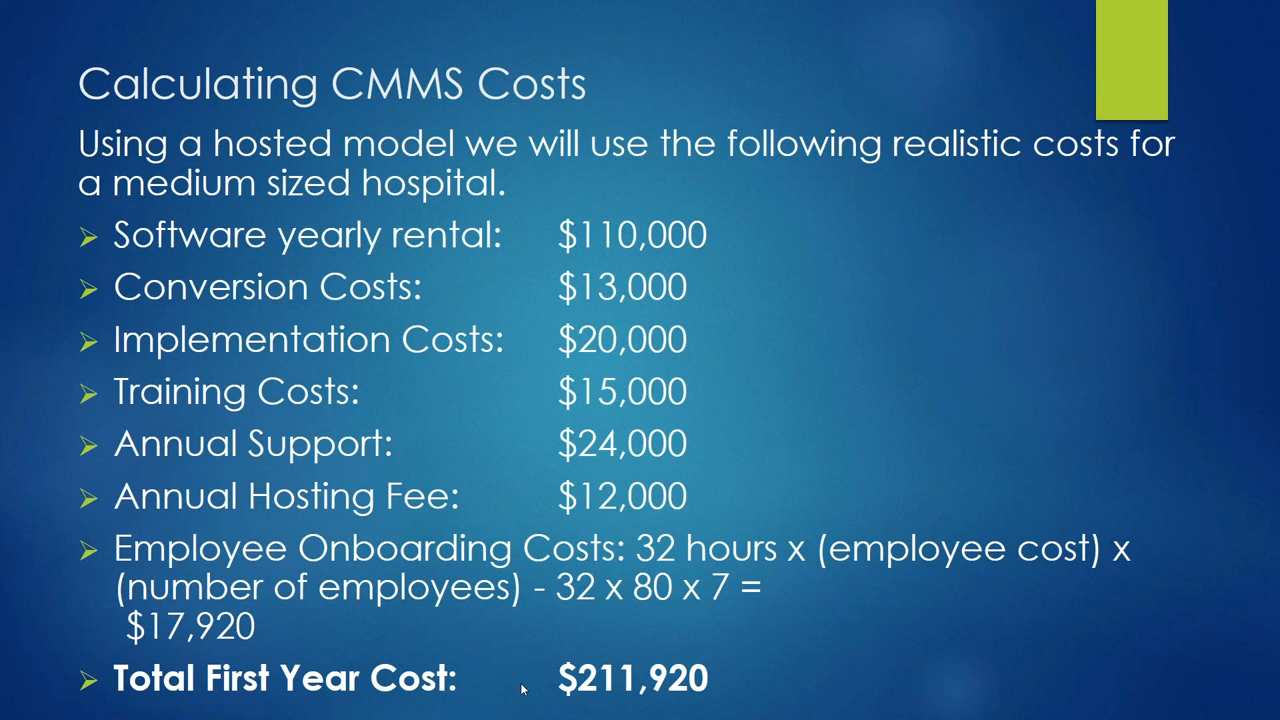 Calculating CMMS Costs
Using a hosted model we will use the following realistic costs for
a medium sized hospital.
Software yearly rental: $110,000
Conversion Costs: $13,000
Implementation Costs: $20,000
Training Costs: $15,000
Annual Support: $24,000
Annual Hosting Fee: $12,000
Employee Onboarding Costs: 32 hours x (employee cost) x
(number of employees) - 32 x 80 x 7 =
$17,920
Total First Year Cost: $211,920